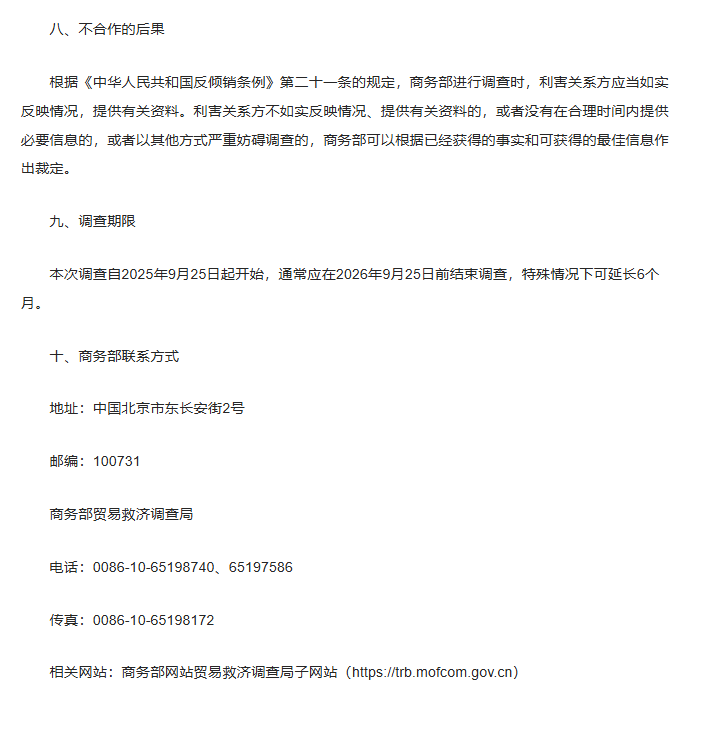 八、不合作的后果
根据《中华人民共和国反倾销条例》第二十一条的规定，商务部进行调查时，利害关系方应当如实
反映情况，提供有关资料。利害关系方不如实反映情况、提供有关资料的，或者没有在合理时间内提供
必要信息的，或者以其他方式严重妨碍调查的，商务部可以根据已经获得的事实和可获得的最佳信息作
出裁定。
九、调查期限
本次调查自2025年9月25日起开始，通常应在2026年9月25日前结束调查，特殊情况下可延长6个
月。
十、商务部联系方式
地址：中国北京市东长安街2号
邮编：100731
商务部贸易救济调查局
电话：0086-10-65198740、65197586
传真：0086-10-65198172
相关网站：商务部网站贸易救济调查局子网站（https://trb.mofcom.gov.cn）